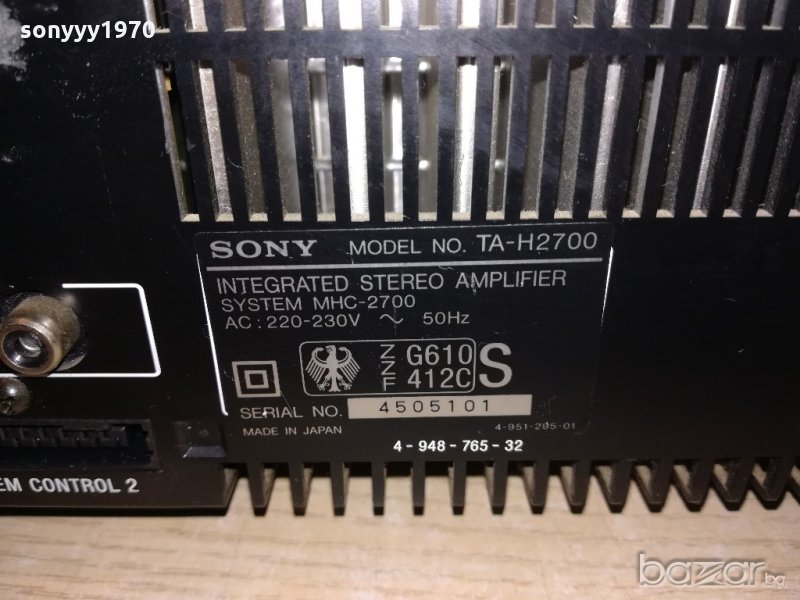 sonyyy1970
SONY MODEL NO. TA-H2700
INTEGRATED STEREO AMPLIFIER
SYSTEM MHC-2700
AC : 220-230V ~ 50Hz
ZZF G610 412C S
SERIAL NO. 4505101
MADE IN JAPAN 4-951-295-01
4-948-765-32
EM CONTROL 2
bazar.bg